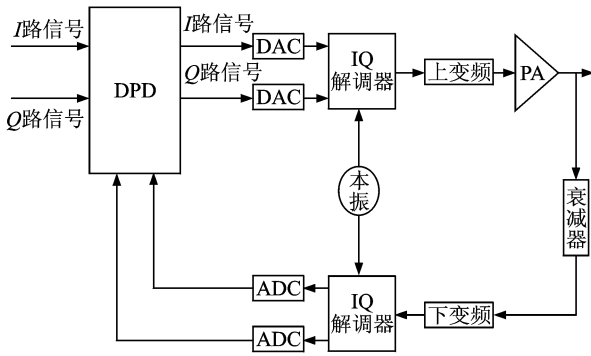 I路信号
Q路信号
DPD
I路信号
Q路信号
DAC
DAC
IQ
解调器
上变频
PA
本
振
衰
减
器
ADC
ADC
IQ
解调器
下变频